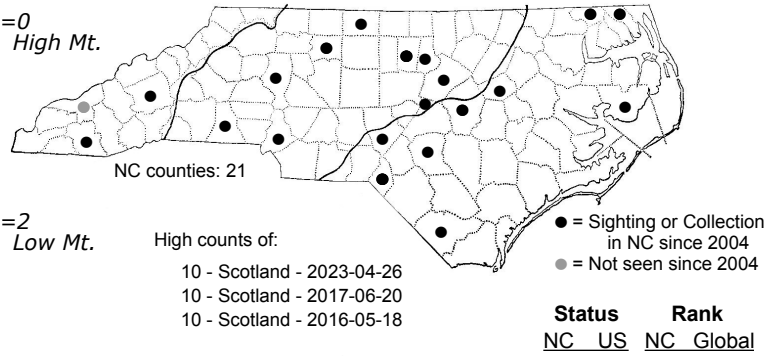 =0
High Mt.
NC counties: 21
=2
Low Mt.
High counts of:
10 - Scotland - 2023-04-26
10 - Scotland - 2017-06-20
10 - Scotland - 2016-05-18
= Sighting or Collection
in NC since 2004
= Not seen since 2004
Status Rank
NC US NC Global